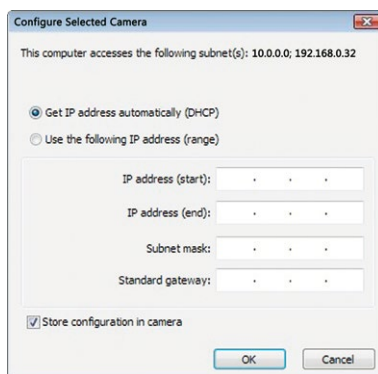 Configure Selected Camera
This computer accesses the following subnet(s): 10.0.0.0; 192.168.0.32
Get IP address automatically (DHCP)
Use the following IP address (range)
IP address (start): . . .
IP address (end): . . .
Subnet mask: . . .
Standard gateway: . . .
Store configuration in camera
OK Cancel